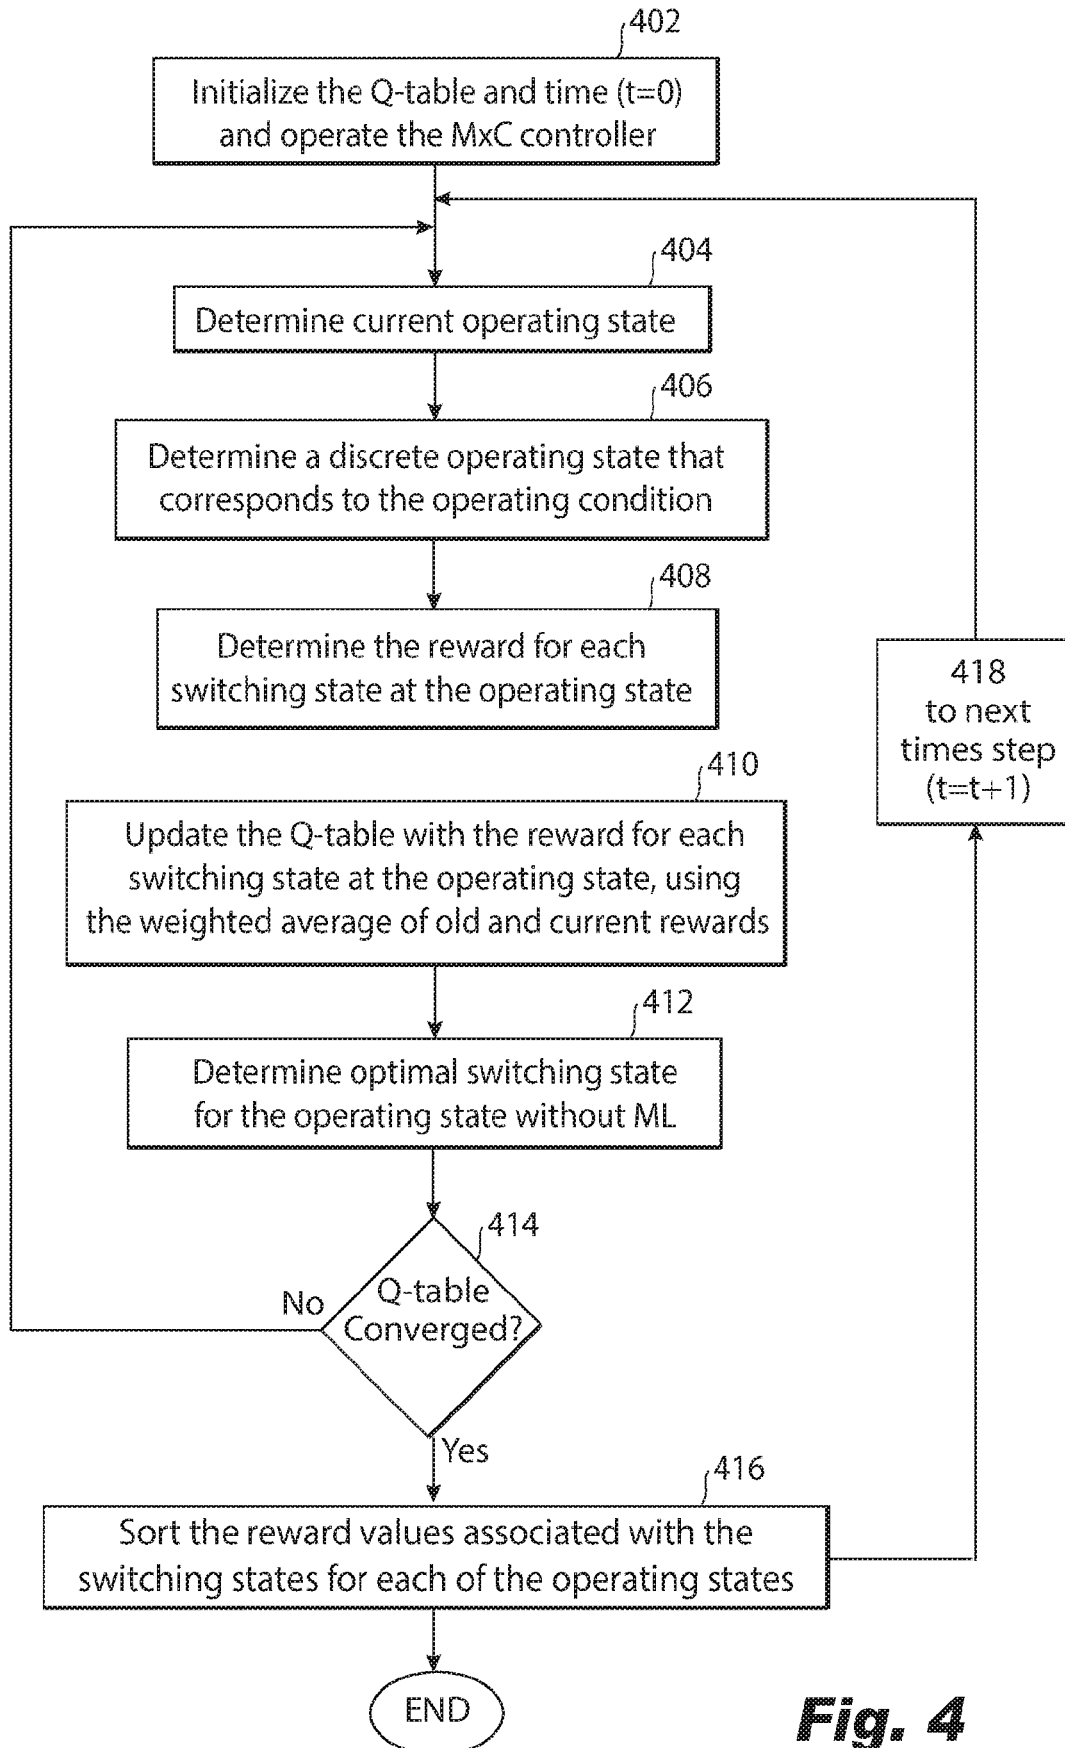 402
Initialize the Q-table and time (t=0)
and operate the MxC controller
404
Determine current operating state
406
Determine a discrete operating state that
corresponds to the operating condition
408
Determine the reward for each
switching state at the operating state
418
to next
times step
(t=t+1)
410
Update the Q-table with the reward for each
switching state at the operating state, using
the weighted average of old and current rewards
412
Determine optimal switching state
for the operating state without ML
414
Q-table
Converged?
No
Yes
416
Sort the reward values associated with the
switching states for each of the operating states
END
Fig. 4